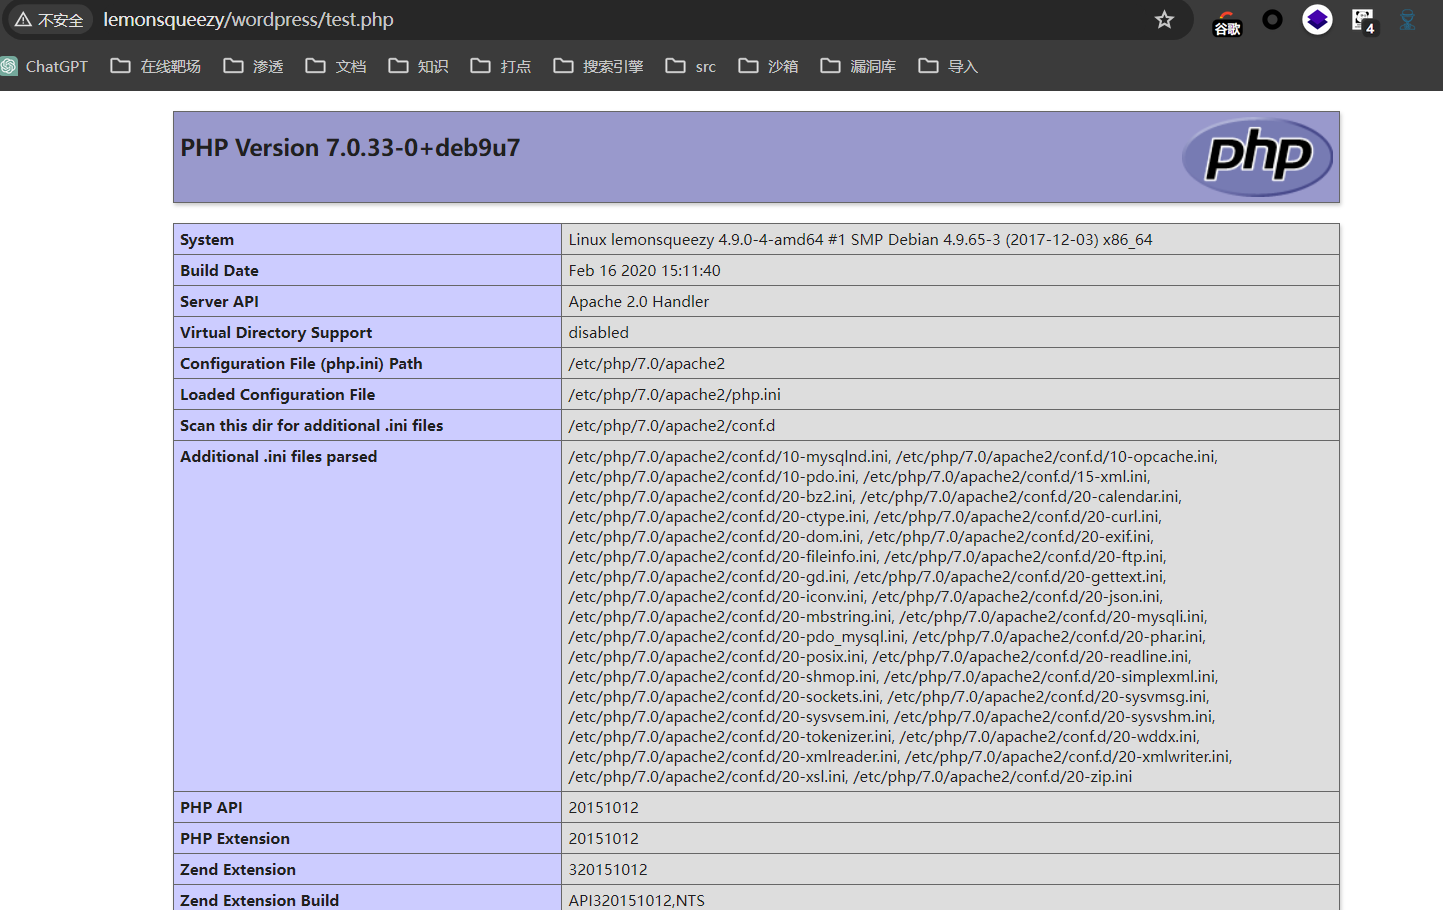 不安全 lemonsqueezy/wordpress/test.php 谷歌 4
ChatGPT 在线靶场 渗透 文档 知识 打点 搜索引擎 src 沙箱 漏洞库 导入
PHP Version 7.0.33-0+deb9u7 php
System Linux lemonsqueezy 4.9.0-4-amd64 #1 SMP Debian 4.9.65-3 (2017-12-03) x86_64
Build Date Feb 16 2020 15:11:40
Server API Apache 2.0 Handler
Virtual Directory Support disabled
Configuration File (php.ini) Path /etc/php/7.0/apache2
Loaded Configuration File /etc/php/7.0/apache2/php.ini
Scan this dir for additional .ini files /etc/php/7.0/apache2/conf.d
Additional .ini files parsed /etc/php/7.0/apache2/conf.d/10-mysqlnd.ini, /etc/php/7.0/apache2/conf.d/10-opcache.ini,
/etc/php/7.0/apache2/conf.d/10-pdo.ini, /etc/php/7.0/apache2/conf.d/15-xml.ini,
/etc/php/7.0/apache2/conf.d/20-bz2.ini, /etc/php/7.0/apache2/conf.d/20-calendar.ini,
/etc/php/7.0/apache2/conf.d/20-ctype.ini, /etc/php/7.0/apache2/conf.d/20-curl.ini,
/etc/php/7.0/apache2/conf.d/20-dom.ini, /etc/php/7.0/apache2/conf.d/20-exif.ini,
/etc/php/7.0/apache2/conf.d/20-fileinfo.ini, /etc/php/7.0/apache2/conf.d/20-ftp.ini,
/etc/php/7.0/apache2/conf.d/20-gd.ini, /etc/php/7.0/apache2/conf.d/20-gettext.ini,
/etc/php/7.0/apache2/conf.d/20-iconv.ini, /etc/php/7.0/apache2/conf.d/20-json.ini,
/etc/php/7.0/apache2/conf.d/20-mbstring.ini, /etc/php/7.0/apache2/conf.d/20-mysqli.ini,
/etc/php/7.0/apache2/conf.d/20-pdo_mysql.ini, /etc/php/7.0/apache2/conf.d/20-phar.ini,
/etc/php/7.0/apache2/conf.d/20-posix.ini, /etc/php/7.0/apache2/conf.d/20-readline.ini,
/etc/php/7.0/apache2/conf.d/20-shmop.ini, /etc/php/7.0/apache2/conf.d/20-simplexml.ini,
/etc/php/7.0/apache2/conf.d/20-sockets.ini, /etc/php/7.0/apache2/conf.d/20-sysvmsg.ini,
/etc/php/7.0/apache2/conf.d/20-sysvsem.ini, /etc/php/7.0/apache2/conf.d/20-sysvshm.ini,
/etc/php/7.0/apache2/conf.d/20-tokenizer.ini, /etc/php/7.0/apache2/conf.d/20-wddx.ini,
/etc/php/7.0/apache2/conf.d/20-xmlreader.ini, /etc/php/7.0/apache2/conf.d/20-xmlwriter.ini,
/etc/php/7.0/apache2/conf.d/20-xsl.ini, /etc/php/7.0/apache2/conf.d/20-zip.ini
PHP API 20151012
PHP Extension 20151012
Zend Extension 320151012
Zend Extension Build API320151012,NTS